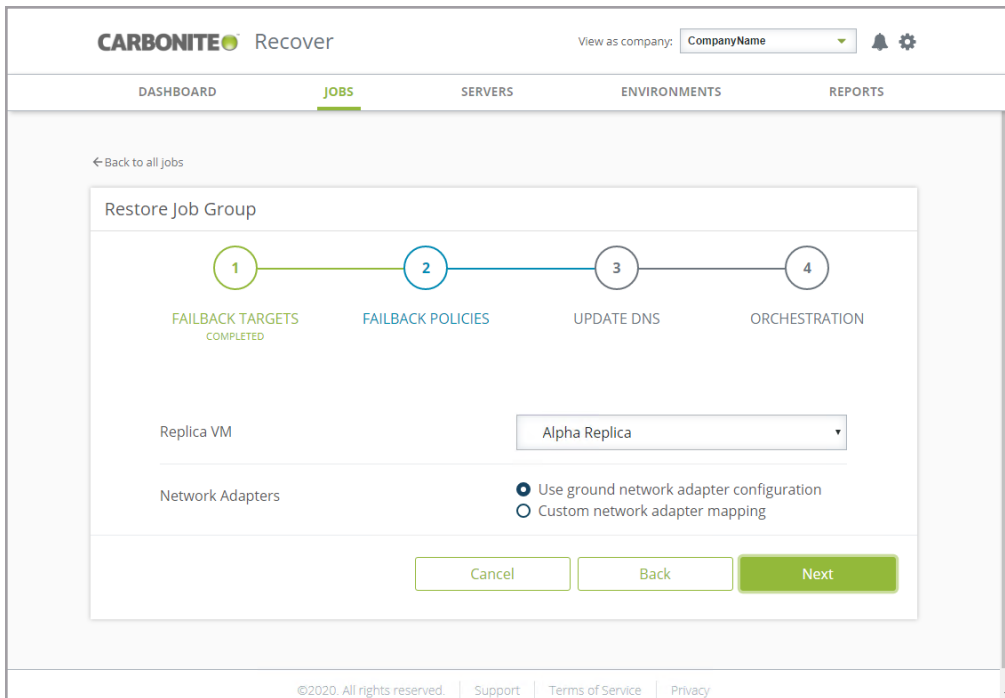 CARBONITE Recover
View as company: CompanyName
DASHBOARD JOBS SERVERS ENVIRONMENTS REPORTS
←Back to all jobs
Restore Job Group
1 2 3 4
FAILBACK TARGETS FAILBACK POLICIES UPDATE DNS ORCHESTRATION
COMPLETED
Replica VM Alpha Replica
Network Adapters Use ground network adapter configuration
Custom network adapter mapping
Cancel Back Next
©2020. All rights reserved. Support Terms of Service Privacy